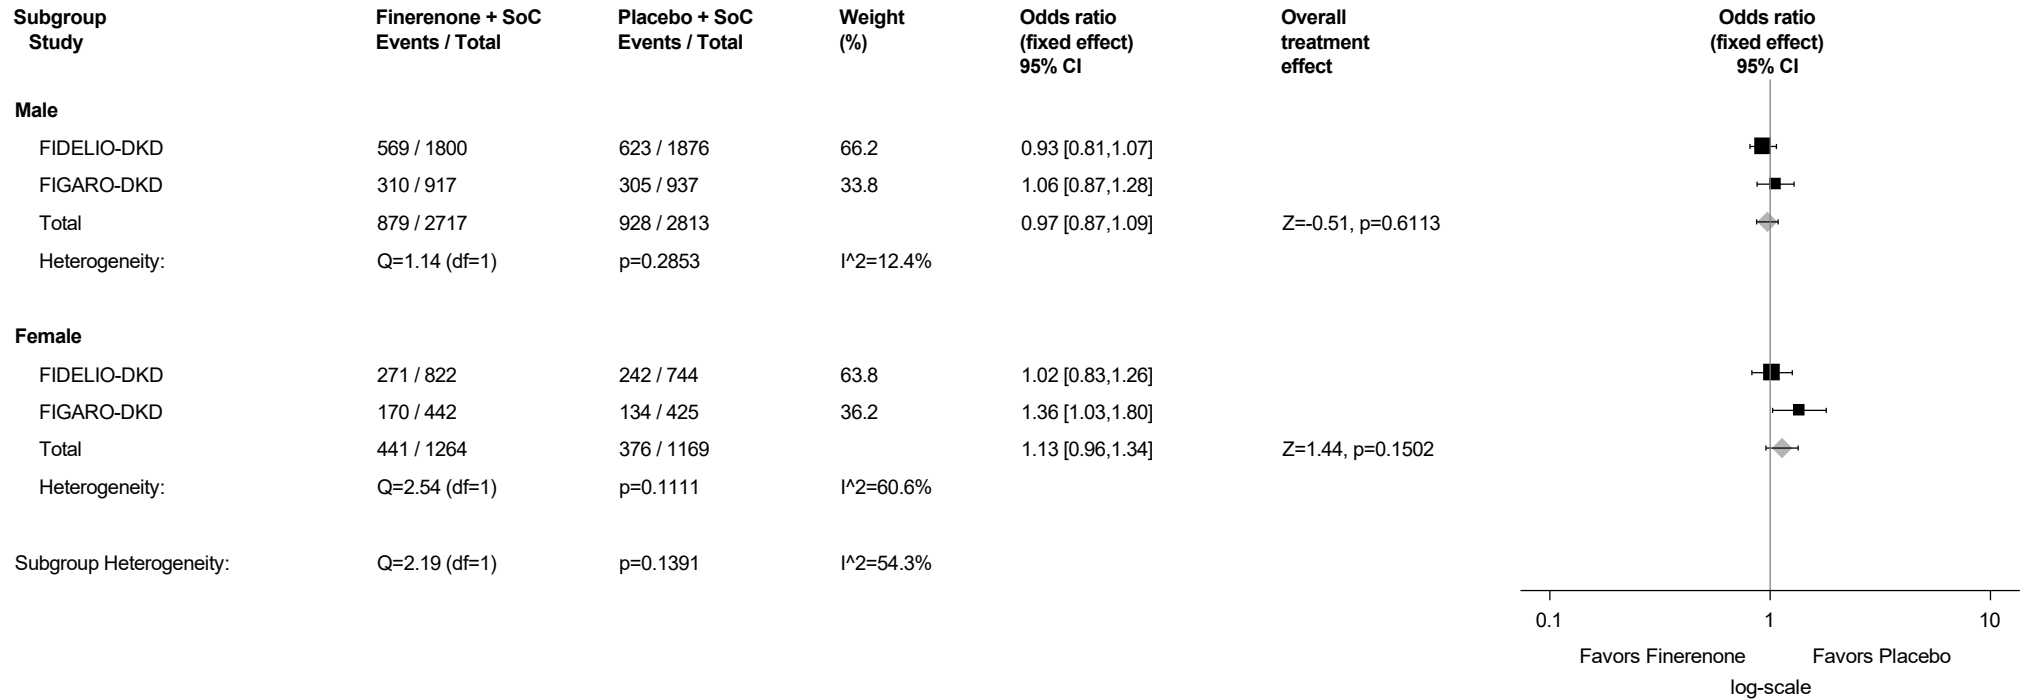 Subgroup Finerenone + SoC Placebo + SoC Weight Odds ratio Overall Odds ratio
Study Events / Total Events / Total (%) (fixed effect) treatment (fixed effect)
95% CI effect 95% CI
Male
FIDELIO-DKD 569 / 1800 623 / 1876 66.2 0.93 [0.81,1.07]
FIGARO-DKD 310 / 917 305 / 937 33.8 1.06 [0.87,1.28]
Total 879 / 2717 928 / 2813 0.97 [0.87,1.09] Z=-0.51, p=0.6113
Heterogeneity: Q=1.14 (df=1) p=0.2853 I^2=12.4%
Female
FIDELIO-DKD 271 / 822 242 / 744 63.8 1.02 [0.83,1.26]
FIGARO-DKD 170 / 442 134 / 425 36.2 1.36 [1.03,1.80]
Total 441 / 1264 376 / 1169 1.13 [0.96,1.34] Z=1.44, p=0.1502
Heterogeneity: Q=2.54 (df=1) p=0.1111 I^2=60.6%
Subgroup Heterogeneity: Q=2.19 (df=1) p=0.1391 I^2=54.3%
0.1 1 10
Favors Finerenone Favors Placebo
log-scale